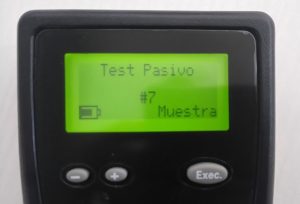 Test Pasivo
#7
Muestra
- +
Exec.